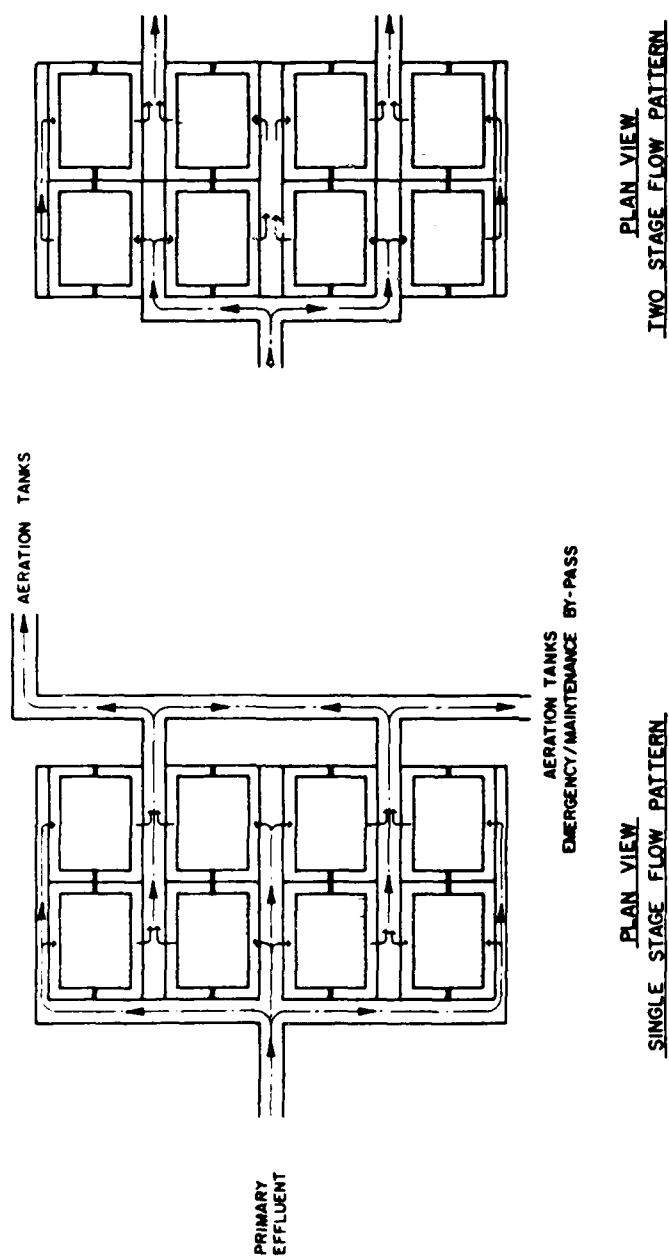 PLAN VIEW
TWO STAGE FLOW PATTERN
AERATION TANKS
AERATION TANKS
EMERGENCY/MAINTENANCE BY-PASS
PRIMARY
EFFLUENT
PLAN VIEW
SINGLE STAGE FLOW PATTERN